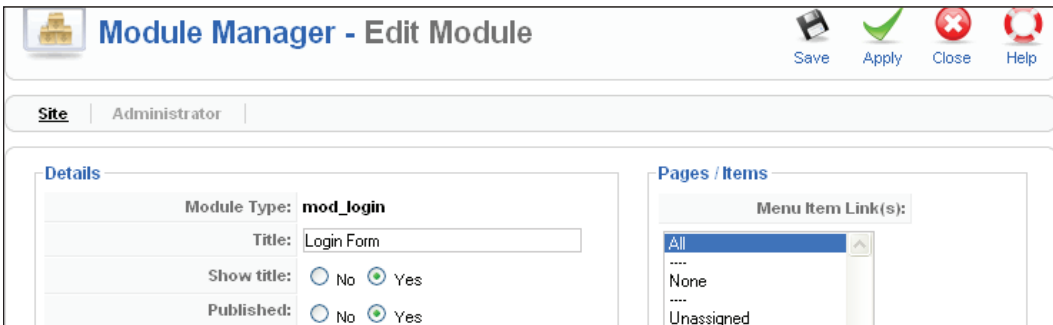 Module Manager - Edit Module
Save Apply Close Help
Site Administrator
Details
Module Type: mod_login
Title: Login Form
Show title: No Yes
Published: No Yes
Pages / Items
Menu Item Link(s):
All
----
None
----
Unassigned